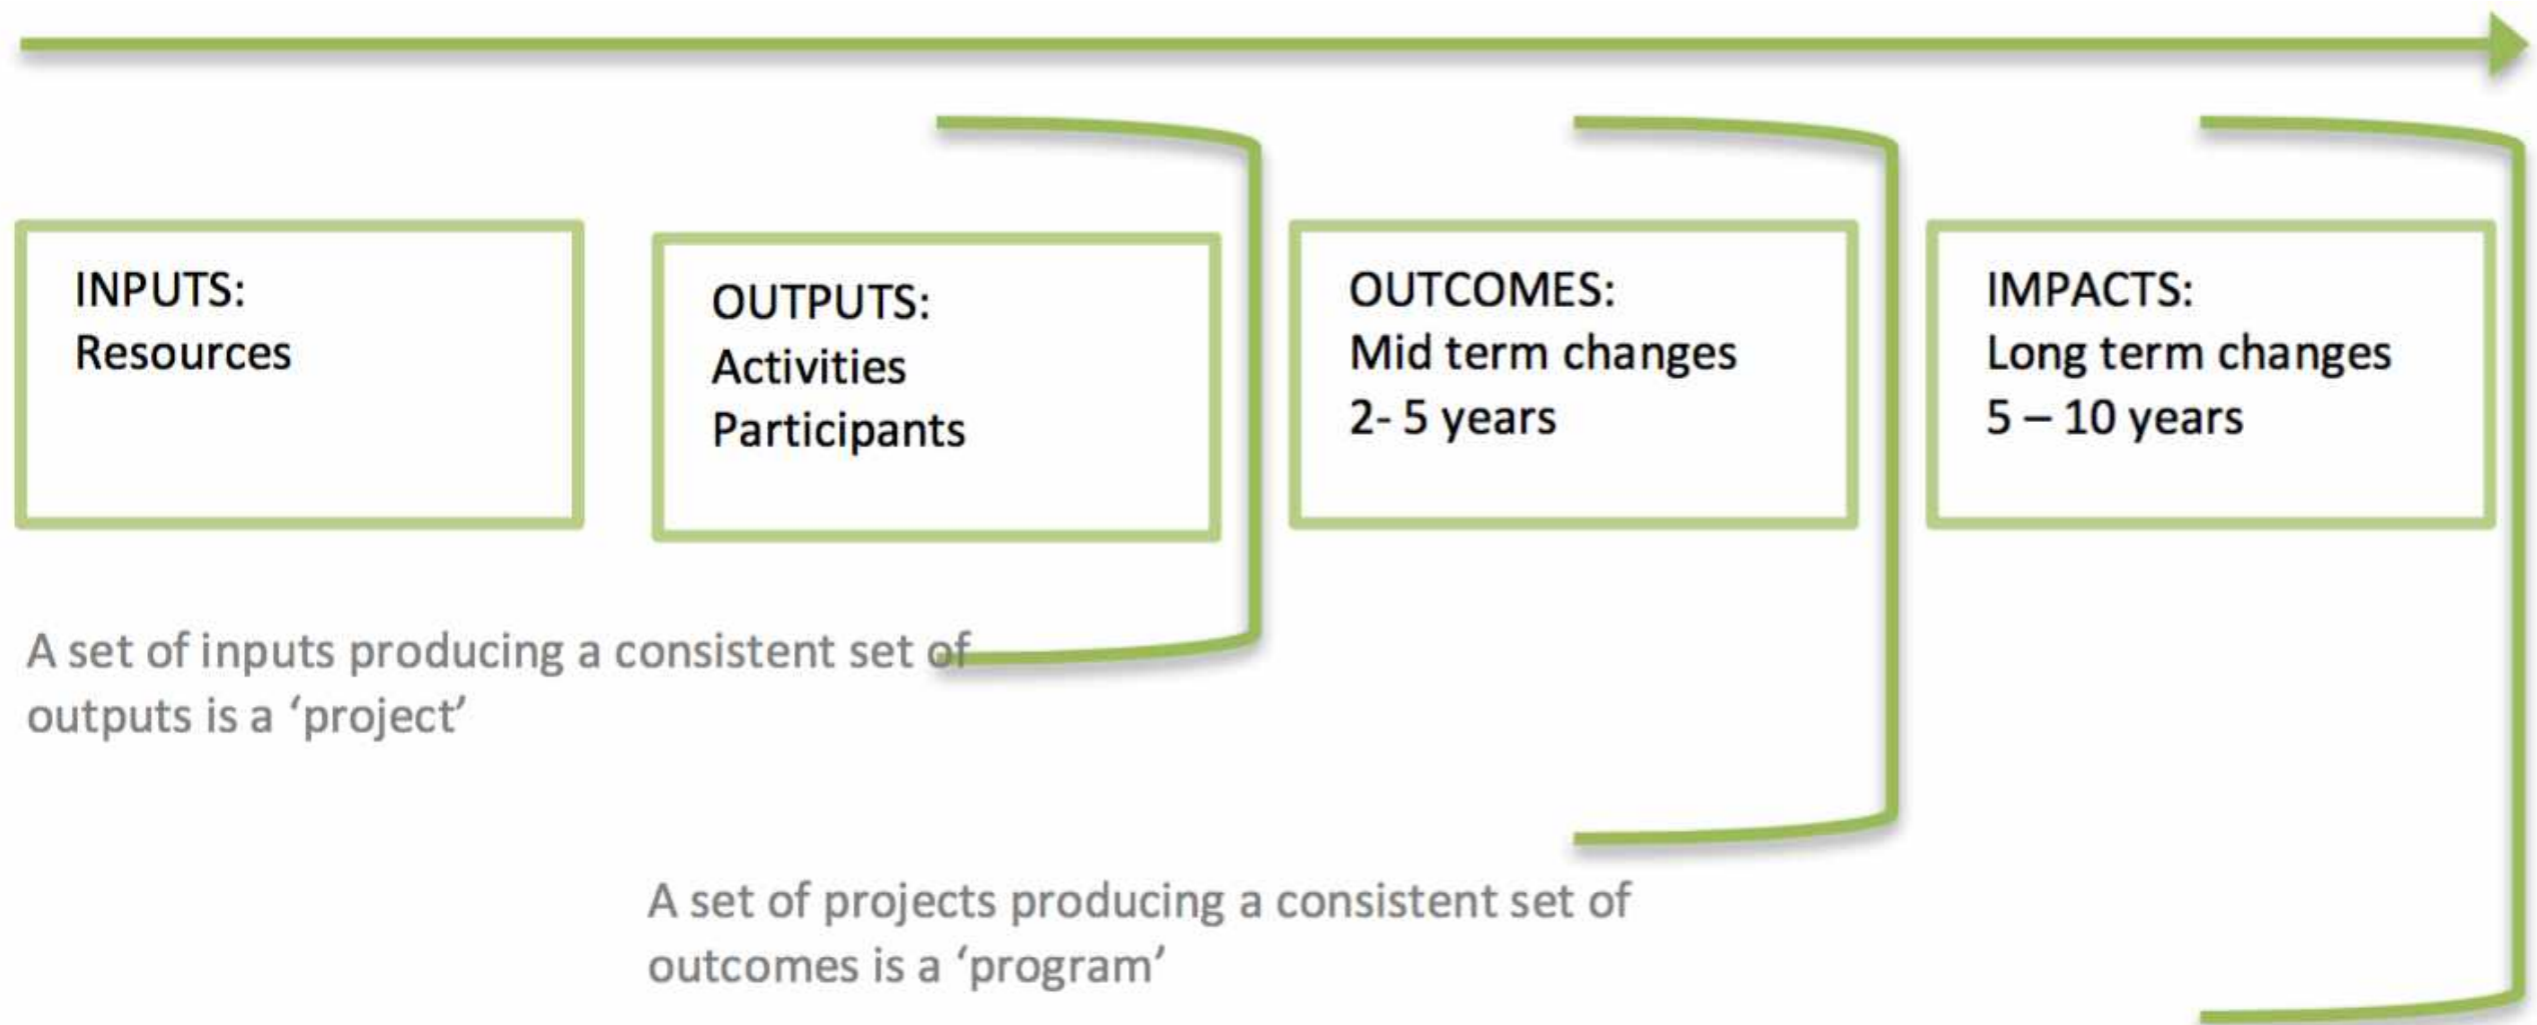 INPUTS:
Resources
OUTPUTS:
Activities
Participants
OUTCOMES:
Mid term changes
2- 5 years
IMPACTS:
Long term changes
5 – 10 years
A set of inputs producing a consistent set of
outputs is a ‘project’
A set of projects producing a consistent set of
outcomes is a ‘program’